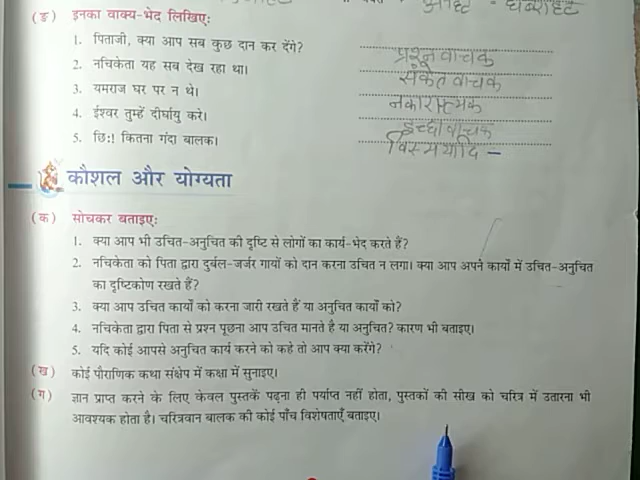 घबराहट
(ङ) इनका वाक्य-भेद लिखिए:
1. पिताजी, क्या आप सब कुछ दान कर देंगे? प्रश्नवाचक
2. नचिकेता यह सब देख रहा था। संकेतवाचक
3. यमराज घर पर न थे। नकारात्मक
4. ईश्वर तुम्हें दीर्घायु करे। इच्छावाचक
5. छि:! कितना गंदा बालक। विस्मयादि –
कौशल और योग्यता
(क) सोचकर बताइए:
1. क्या आप भी उचित-अनुचित की दृष्टि से लोगों का कार्य-भेद करते हैं?
2. नचिकेता को पिता द्वारा दुर्बल-जर्जर गायों को दान करना उचित न लगा। क्या आप अपने कार्यों में उचित-अनुचित
का दृष्टिकोण रखते हैं?
3. क्या आप उचित कार्यों को करना जारी रखते हैं या अनुचित कार्यों को?
4. नचिकेता द्वारा पिता से प्रश्न पूछना आप उचित मानते है या अनुचित? कारण भी बताइए।
5. यदि कोई आपसे अनुचित कार्य करने को कहे तो आप क्या करेंगे?
(ख) कोई पौराणिक कथा संक्षेप में कक्षा में सुनाइए।
(ग) ज्ञान प्राप्त करने के लिए केवल पुस्तकें पढ़ना ही पर्याप्त नहीं होता, पुस्तकों की सीख को चरित्र में उतारना भी
आवश्यक होता है। चरित्रवान बालक की कोई पाँच विशेषताएँ बताइए।